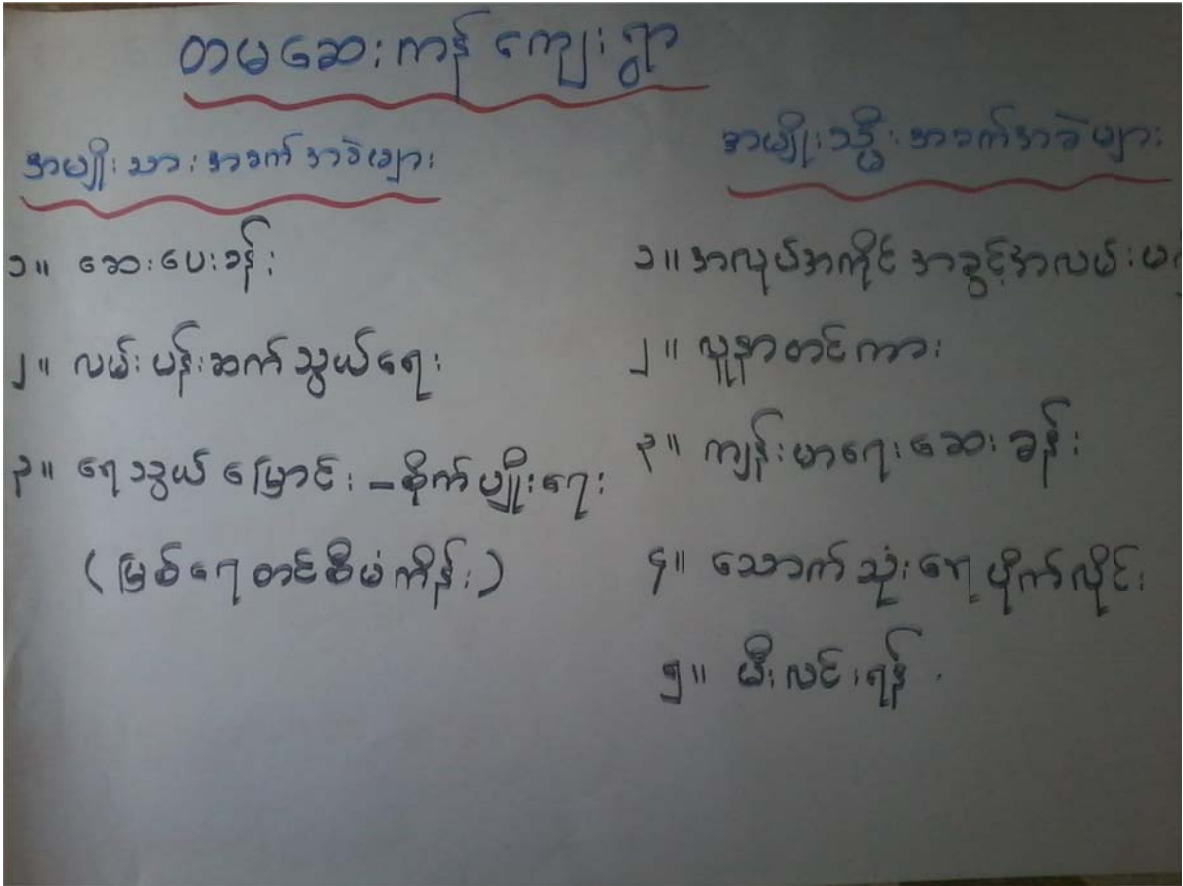 တမဆေးကန် ကျေးရွာ
အမျိုးသားအခက်အခဲများ
၁။ ဆေးပေးခန်း
၂။ လမ်းပန်းဆက်သွယ်ရေး
၃။ ရေသွယ်မြောင်း - စိုက်ပျိုးရေး
(မြစ်ရေတင်စီမံကိန်း)
အမျိုးသမီးအခက်အခဲများ
၁။ အလုပ်အကိုင် အခွင့်အလမ်း
၂။ လူနာတင်ကား
၃။ ကျန်းမာရေးဆေးခန်း
၄။ သောက်သုံးရေပိုက်လိုင်း
၅။ မီးလင်းရန်